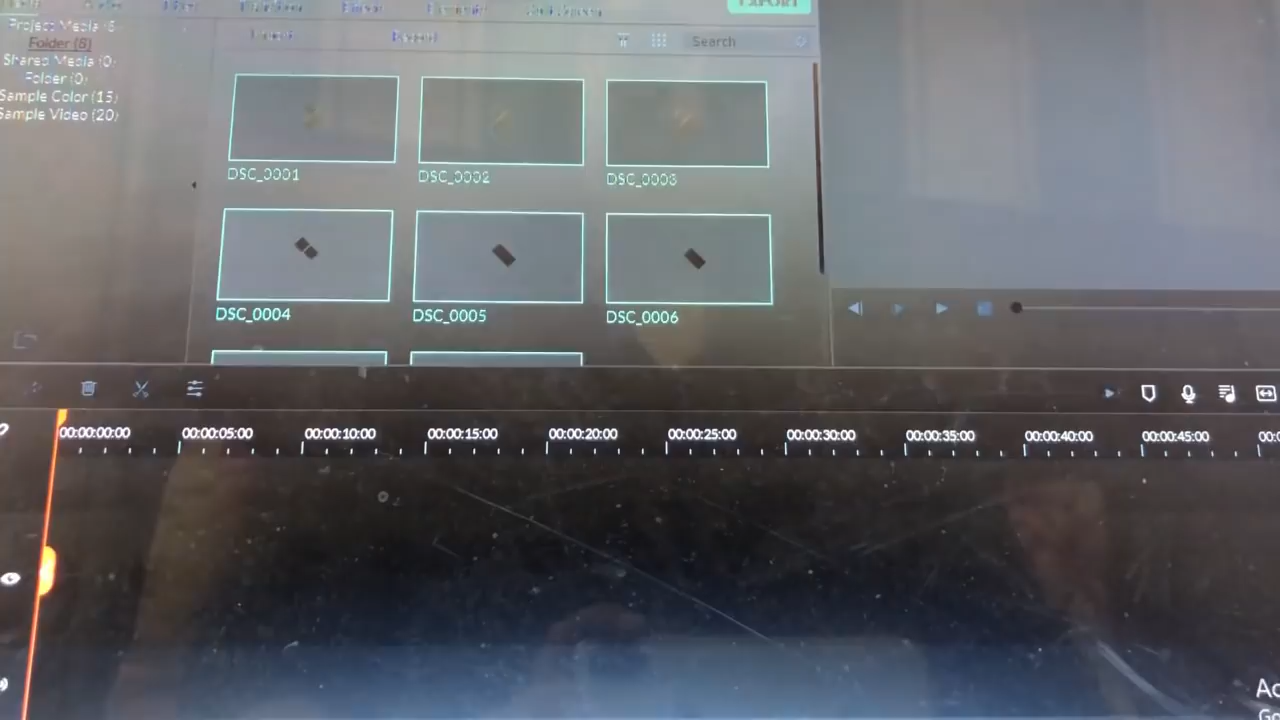 EXPORT
Project Media
Folder (8)
Record
Search
Shared Media (0)
Folder (0)
Sample Color (15)
Sample Video (20)
DSC_0001
DSC_0002
DSC_0003
DSC_0004
DSC_0005
DSC_0006
00:00:00:00
00:00:05:00
00:00:10:00
00:00:15:00
00:00:20:00
00:00:25:00
00:00:30:00
00:00:35:00
00:00:40:00
00:00:45:00